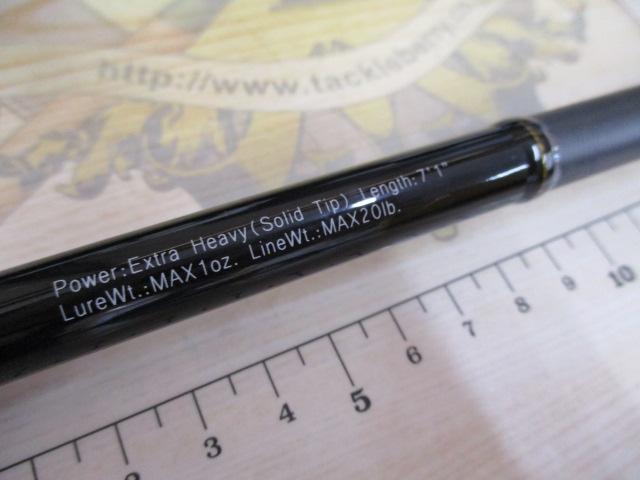 http://www.tackleberry.co
Power:Extra Heavy(Solid Tip) Length:7'1"
LureWt.:MAX1oz. LineWt.:MAX20lb.
2 3 4 5 6 7 8 9 10